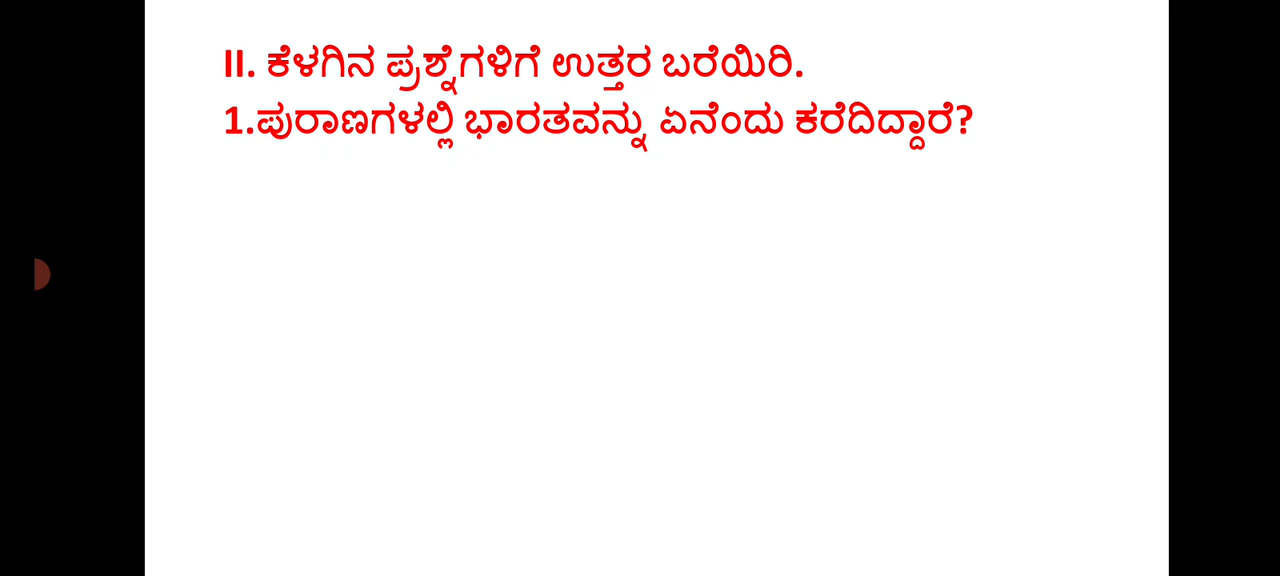 II. ಕೆಳಗಿನ ಪ್ರಶ್ನೆಗಳಿಗೆ ಉತ್ತರ ಬರೆಯಿರಿ.
1.ಪುರಾಣಗಳಲ್ಲಿ ಭಾರತವನ್ನು ಏನೆಂದು ಕರೆದಿದ್ದಾರೆ?